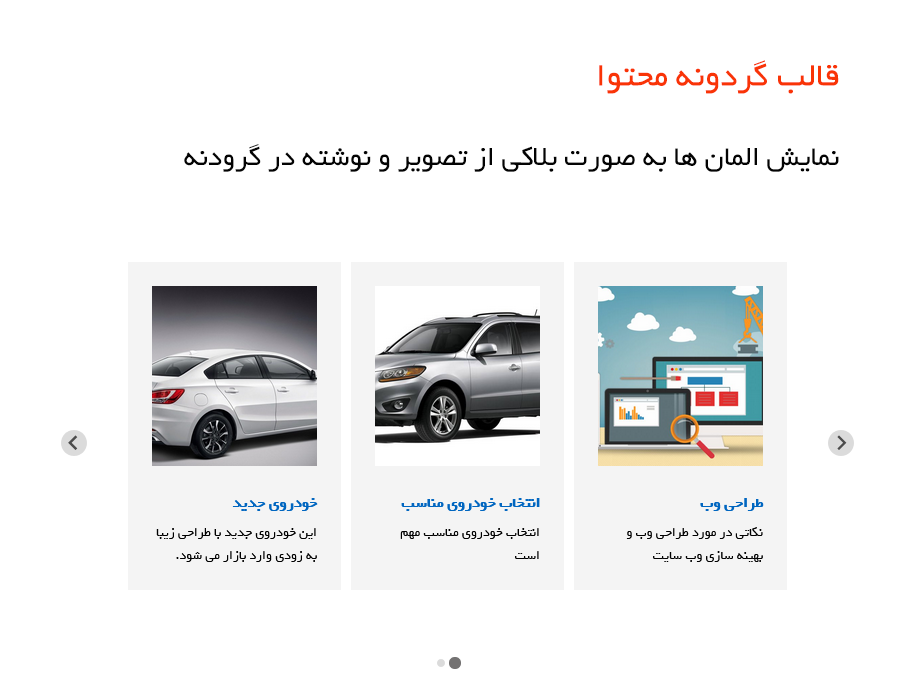 قالب گردونه محتوا
نمایش المان ها به صورت بلاکی از تصویر و نوشته در گرودنه
طراحی وب
نکاتی در مورد طراحی وب و
بهینه سازی وب سایت
انتخاب خودروی مناسب
انتخاب خودروی مناسب مهم
است
خودروی جدید
این خودروی جدید با طراحی زیبا
به زودی وارد بازار می شود.